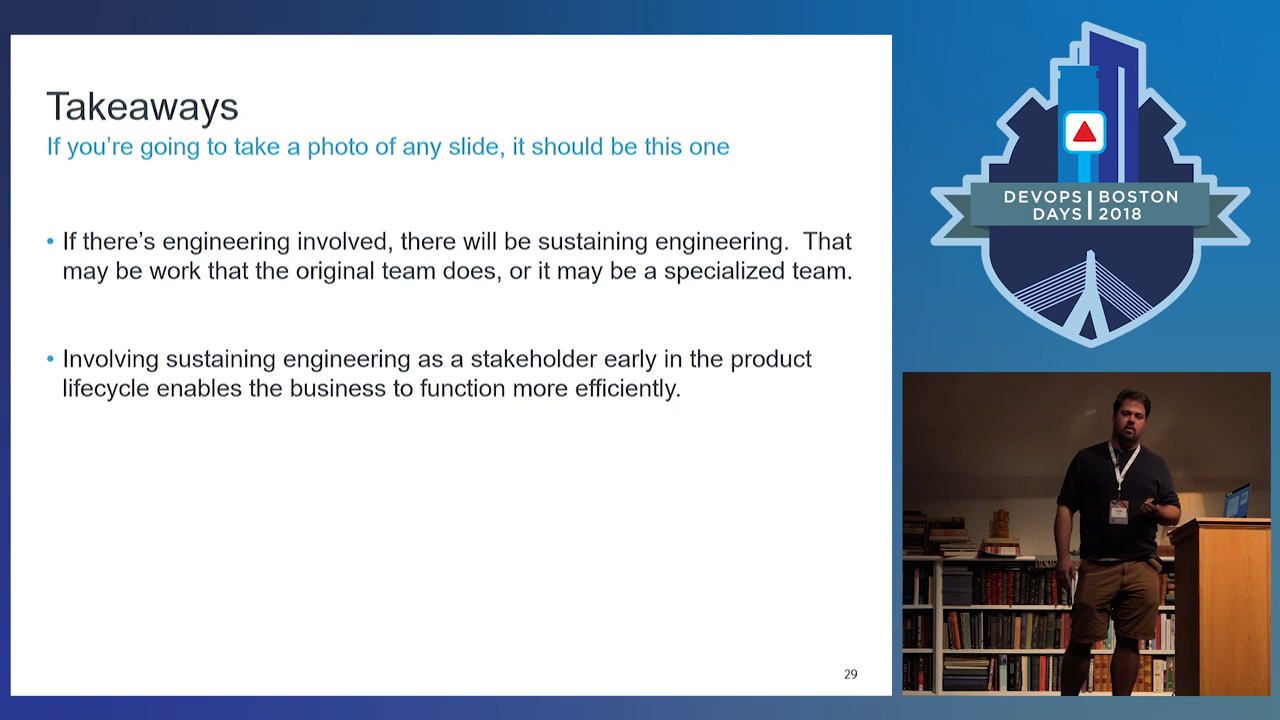 Takeaways
If you’re going to take a photo of any slide, it should be this one
• If there’s engineering involved, there will be sustaining engineering.  That
may be work that the original team does, or it may be a specialized team.
• Involving sustaining engineering as a stakeholder early in the product
lifecycle enables the business to function more efficiently.
29
DEVOPS BOSTON
DAYS 2018